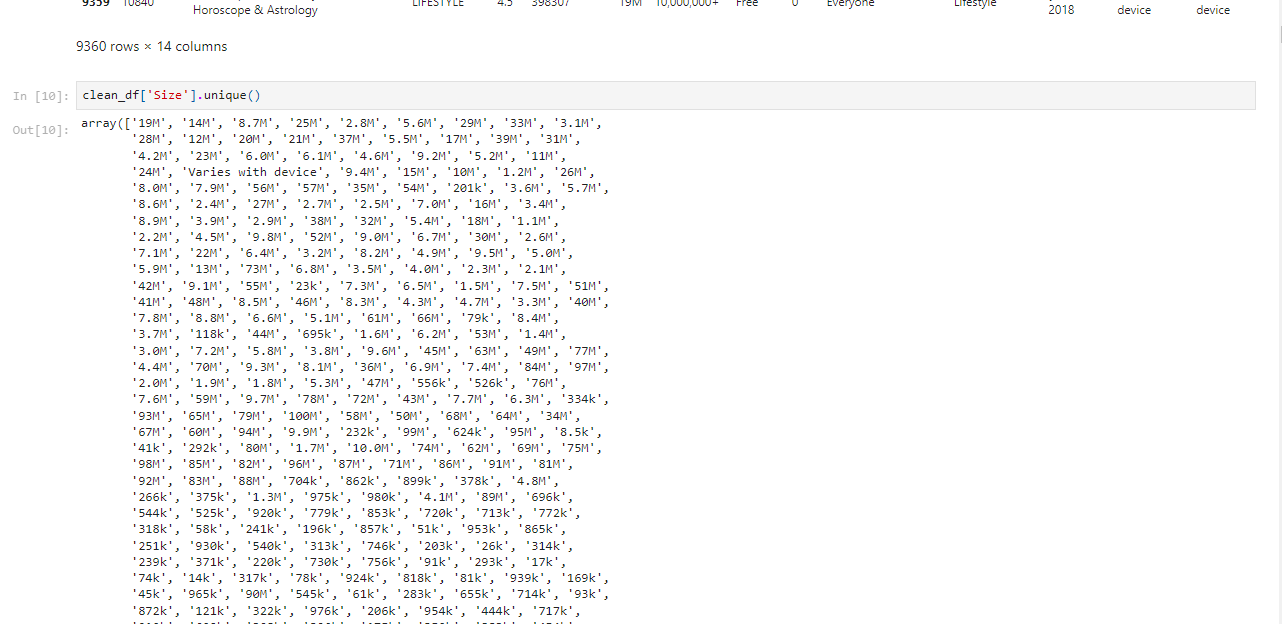 9359 10840 Horoscope & Astrology LIFESTYLE 4.5 398307 19M 10,000,000+ Free 0 Everyone Lifestyle 2018 device device
9360 rows × 14 columns
In [10]: clean_df['Size'].unique()
Out[10]: array(['19M', '14M', '8.7M', '25M', '2.8M', '5.6M', '29M', '33M', '3.1M',
'28M', '12M', '20M', '21M', '37M', '5.5M', '17M', '39M', '31M',
'4.2M', '23M', '6.0M', '6.1M', '4.6M', '9.2M', '5.2M', '11M',
'24M', 'Varies with device', '9.4M', '15M', '10M', '1.2M', '26M',
'8.0M', '7.9M', '56M', '57M', '35M', '54M', '201k', '3.6M', '5.7M',
'8.6M', '2.4M', '27M', '2.7M', '2.5M', '7.0M', '16M', '3.4M',
'8.9M', '3.9M', '2.9M', '38M', '32M', '5.4M', '18M', '1.1M',
'2.2M', '4.5M', '9.8M', '52M', '9.0M', '6.7M', '30M', '2.6M',
'7.1M', '22M', '6.4M', '3.2M', '8.2M', '4.9M', '9.5M', '5.0M',
'5.9M', '13M', '73M', '6.8M', '3.5M', '4.0M', '2.3M', '2.1M',
'42M', '9.1M', '55M', '23k', '7.3M', '6.5M', '1.5M', '7.5M', '51M',
'41M', '48M', '8.5M', '46M', '8.3M', '4.3M', '4.7M', '3.3M', '40M',
'7.8M', '8.8M', '6.6M', '5.1M', '61M', '66M', '79k', '8.4M',
'3.7M', '118k', '44M', '695k', '1.6M', '6.2M', '53M', '1.4M',
'3.0M', '7.2M', '5.8M', '3.8M', '9.6M', '45M', '63M', '49M', '77M',
'4.4M', '70M', '9.3M', '8.1M', '36M', '6.9M', '7.4M', '84M', '97M',
'2.0M', '1.9M', '1.8M', '5.3M', '47M', '556k', '526k', '76M',
'7.6M', '59M', '9.7M', '78M', '72M', '43M', '7.7M', '6.3M', '334k',
'93M', '65M', '79M', '100M', '58M', '50M', '68M', '64M', '34M',
'67M', '60M', '94M', '9.9M', '232k', '99M', '624k', '95M', '8.5k',
'41k', '292k', '80M', '1.7M', '10.0M', '74M', '62M', '69M', '75M',
'98M', '85M', '82M', '96M', '87M', '71M', '86M', '91M', '81M',
'92M', '83M', '88M', '704k', '862k', '899k', '378k', '4.8M',
'266k', '375k', '1.3M', '975k', '980k', '4.1M', '89M', '696k',
'544k', '525k', '920k', '779k', '853k', '720k', '713k', '772k',
'318k', '58k', '241k', '196k', '857k', '51k', '953k', '865k',
'251k', '930k', '540k', '313k', '746k', '203k', '26k', '314k',
'239k', '371k', '220k', '730k', '756k', '91k', '293k', '17k',
'74k', '14k', '317k', '78k', '924k', '818k', '81k', '939k', '169k',
'45k', '965k', '90M', '545k', '61k', '283k', '655k', '714k', '93k',
'872k', '121k', '322k', '976k', '206k', '954k', '444k', '717k',